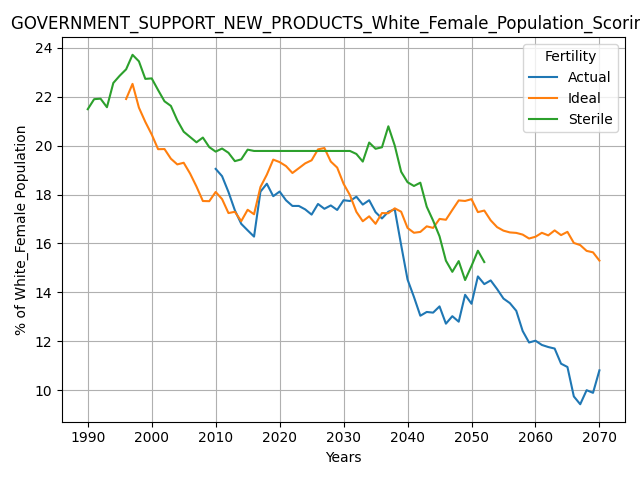 GOVERNMENT_SUPPORT_NEW_PRODUCTS_White_Female_Population_Scorin
Fertility
Actual
Ideal
Sterile
% of White_Female Population
24
22
20
18
16
14
12
10
1990 2000 2010 2020 2030 2040 2050 2060 2070
Years